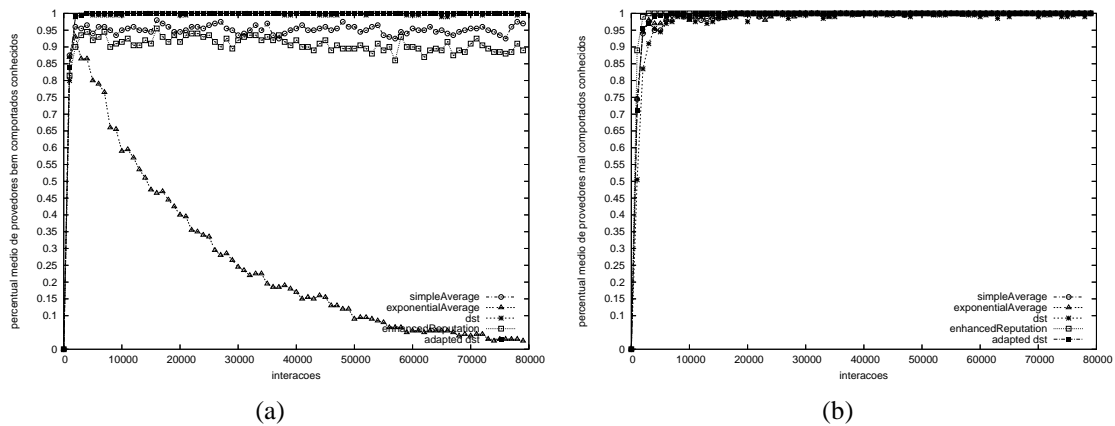 percentual medio de provedores bem comportados conhecidos
1
0.95
0.9
0.85
0.8
0.75
0.7
0.65
0.6
0.55
0.5
0.45
0.4
0.35
0.3
0.25
0.2
0.15
0.1
0.05
0
simpleAverage
exponentialAverage
dst
enhancedReputation
adapted dst
0 10000 20000 30000 40000 50000 60000 70000 80000
interacoes
(a)
percentual medio de provedores mal comportados conhecidos
1
0.95
0.9
0.85
0.8
0.75
0.7
0.65
0.6
0.55
0.5
0.45
0.4
0.35
0.3
0.25
0.2
0.15
0.1
0.05
0
simpleAverage
exponentialAverage
dst
enhancedReputation
adapted dst
0 10000 20000 30000 40000 50000 60000 70000 80000
interacoes
(b)